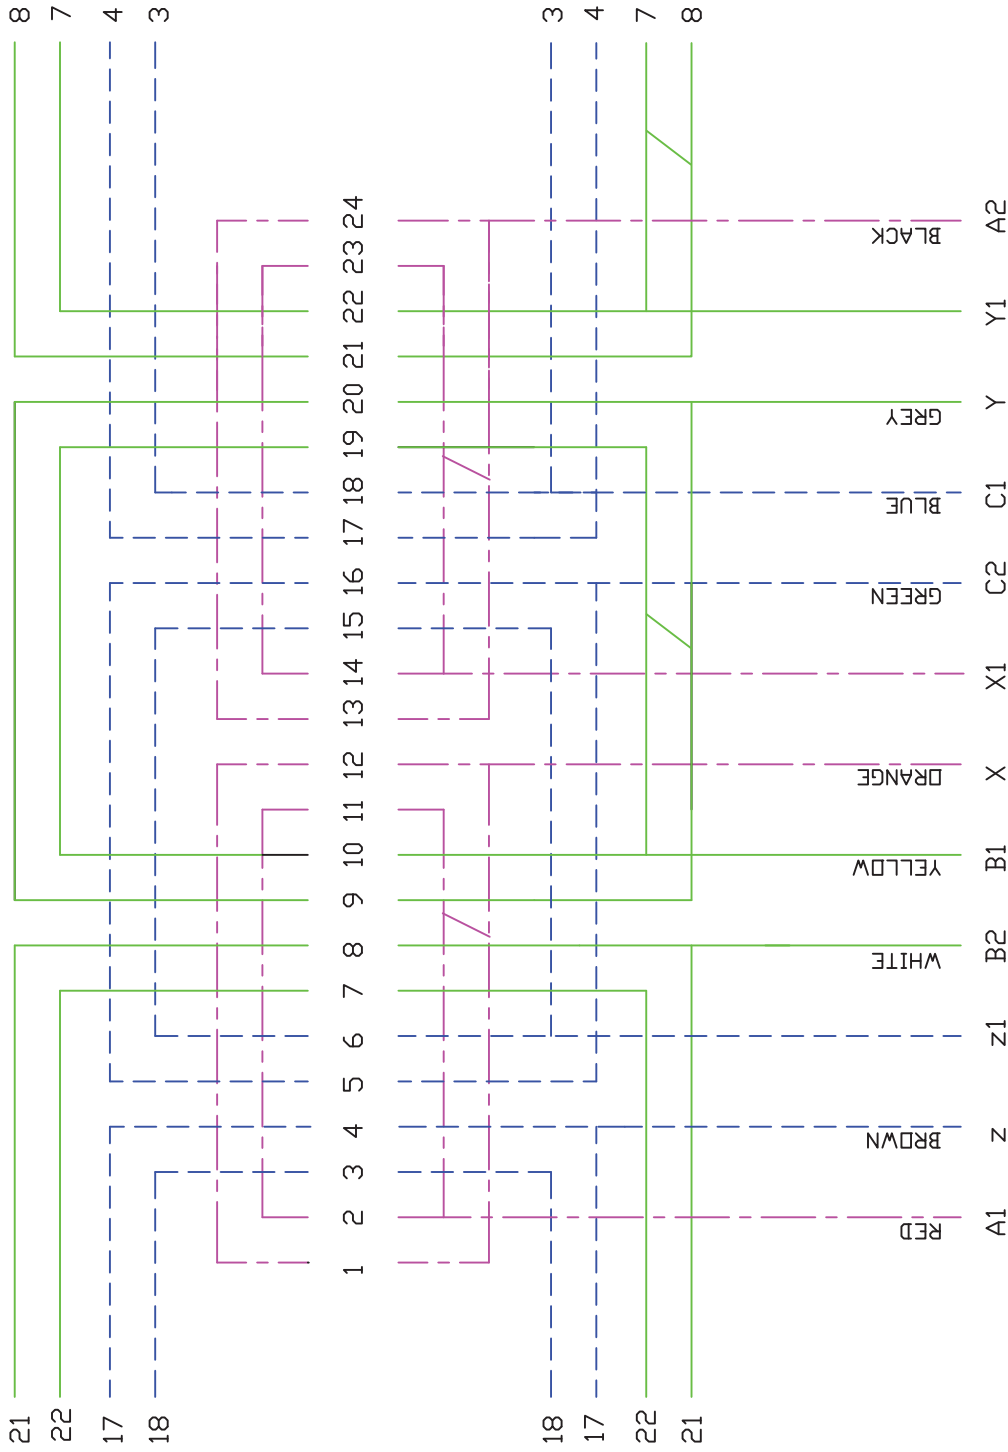 21 8
22 7
17 4
18 3
1 2 3 4 5 6 7 8 9 10 11 12 13 14 15 16 17 18 19 20 21 22 23 24
18 3
17 4
22 7
21 8
RED BROWN WHITE YELLOW ORANGE GREEN BLUE GREY BLACK
A1 z z1 B2 B1 X X1 C2 C1 Y Y1 A2